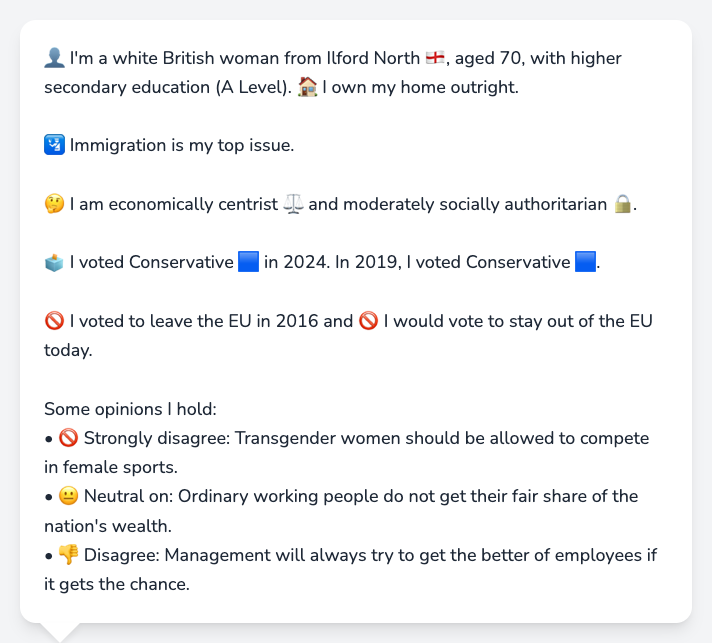 👤 I'm a white British woman from Ilford North 🏴󠁧󠁢󠁥󠁮󠁧󠁿, aged 70, with higher
secondary education (A Level). 🏠 I own my home outright.
🛂 Immigration is my top issue.
🤔 I am economically centrist ⚖️ and moderately socially authoritarian 🔒.
🗳️ I voted Conservative 🟦 in 2024. In 2019, I voted Conservative 🟦.
🚫 I voted to leave the EU in 2016 and 🚫 I would vote to stay out of the EU
today.
Some opinions I hold:
• 🚫 Strongly disagree: Transgender women should be allowed to compete
in female sports.
• 😐 Neutral on: Ordinary working people do not get their fair share of the
nation's wealth.
• 👎 Disagree: Management will always try to get the better of employees if
it gets the chance.